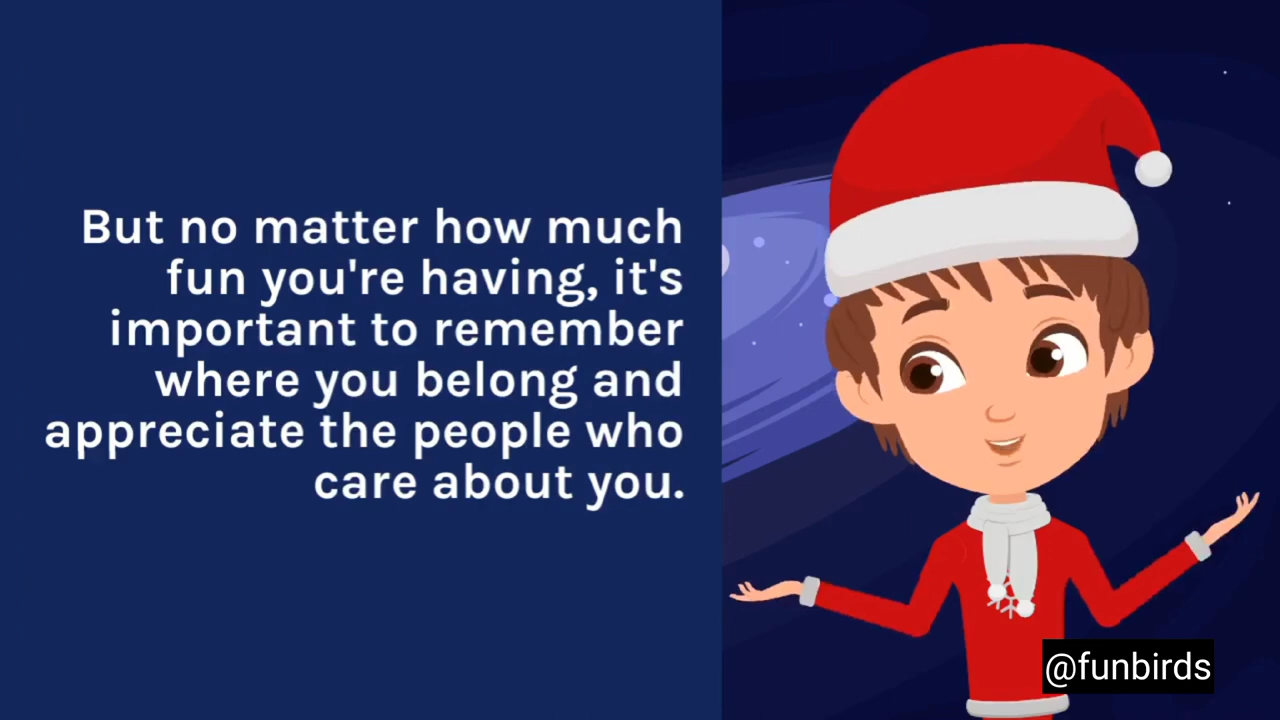 But no matter how much
fun you're having, it's
important to remember
where you belong and
appreciate the people who
care about you.
@funbirds